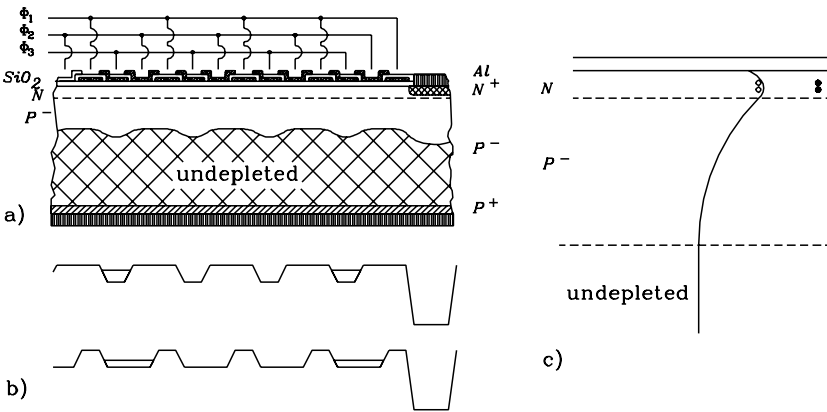 Φ1
Φ2
Φ3
SiO2
N
P−
undepleted
a)
Al
N+
P−
P+
b)
N
P−
undepleted
c)